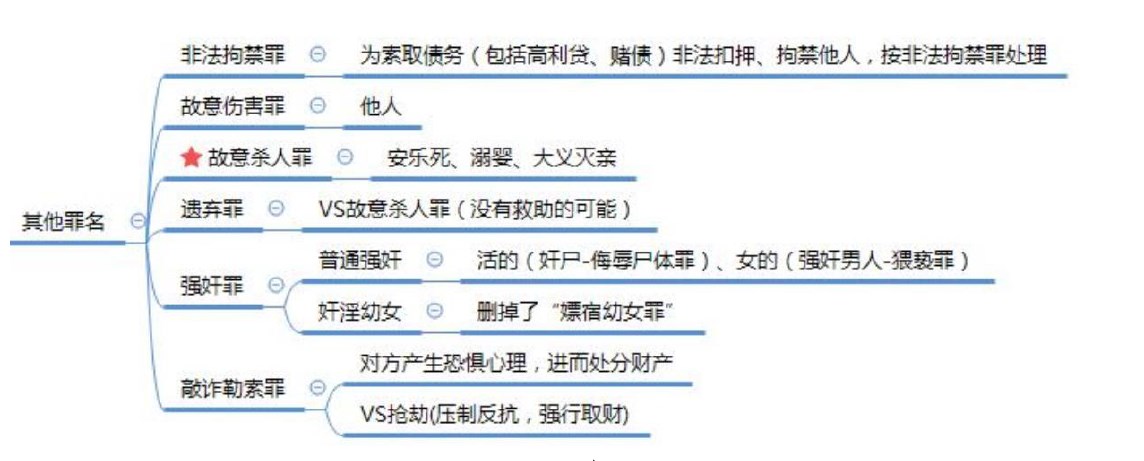 非法拘禁罪 为索取债务（包括高利贷、赌债）非法扣押、拘禁他人，按非法拘禁罪处理
故意伤害罪 他人
故意杀人罪 安乐死、溺婴、大义灭亲
遗弃罪 VS故意杀人罪（没有救助的可能）
其他罪名
普通强奸 活的（奸尸-侮辱尸体罪）、女的（强奸男人-猥亵罪）
强奸罪
奸淫幼女 删掉了“嫖宿幼女罪”
对方产生恐惧心理，进而处分财产
敲诈勒索罪
VS抢劫(压制反抗，强行取财)